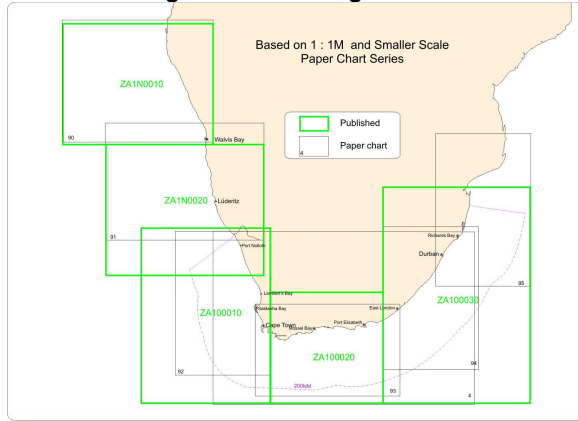 Based on 1 : 1M and Smaller Scale
Paper Chart Series
ZA1N0010
Published
Paper chart
4
90
Walvis Bay
ZA1N0020
Lüderitz
91
Port Nolloth
Richards Bay
Durban
95
Lambert's Bay
Saldanha Bay
ZA100010
ZA100030
East London
Cape Town
Mossel Bay
Port Elizabeth
ZA100020
92
94
200NM
93
4